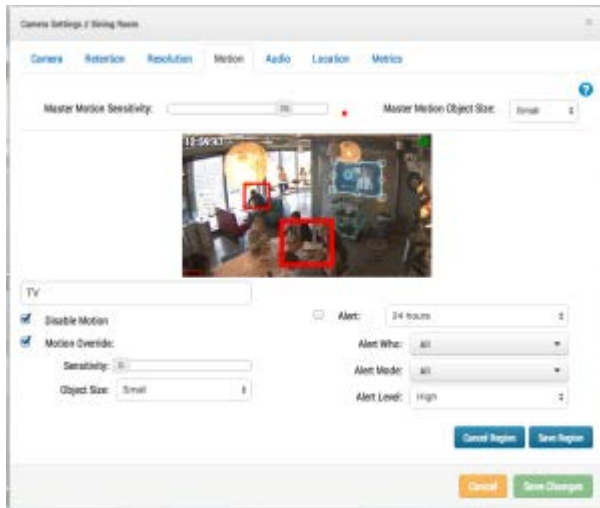 Camera Settings // Dining Room
Camera Retention Resolution Motion Audio Location Metrics
Master Motion Sensitivity: Master Motion Object Size: Small
TV
Disable Motion
Alert: 24 hours
Motion Override:
Alert Who: All
Sensitivity:
Alert Mode: All
Object Size: Small
Alert Level: High
Cancel Region Save Region
Cancel Save Changes